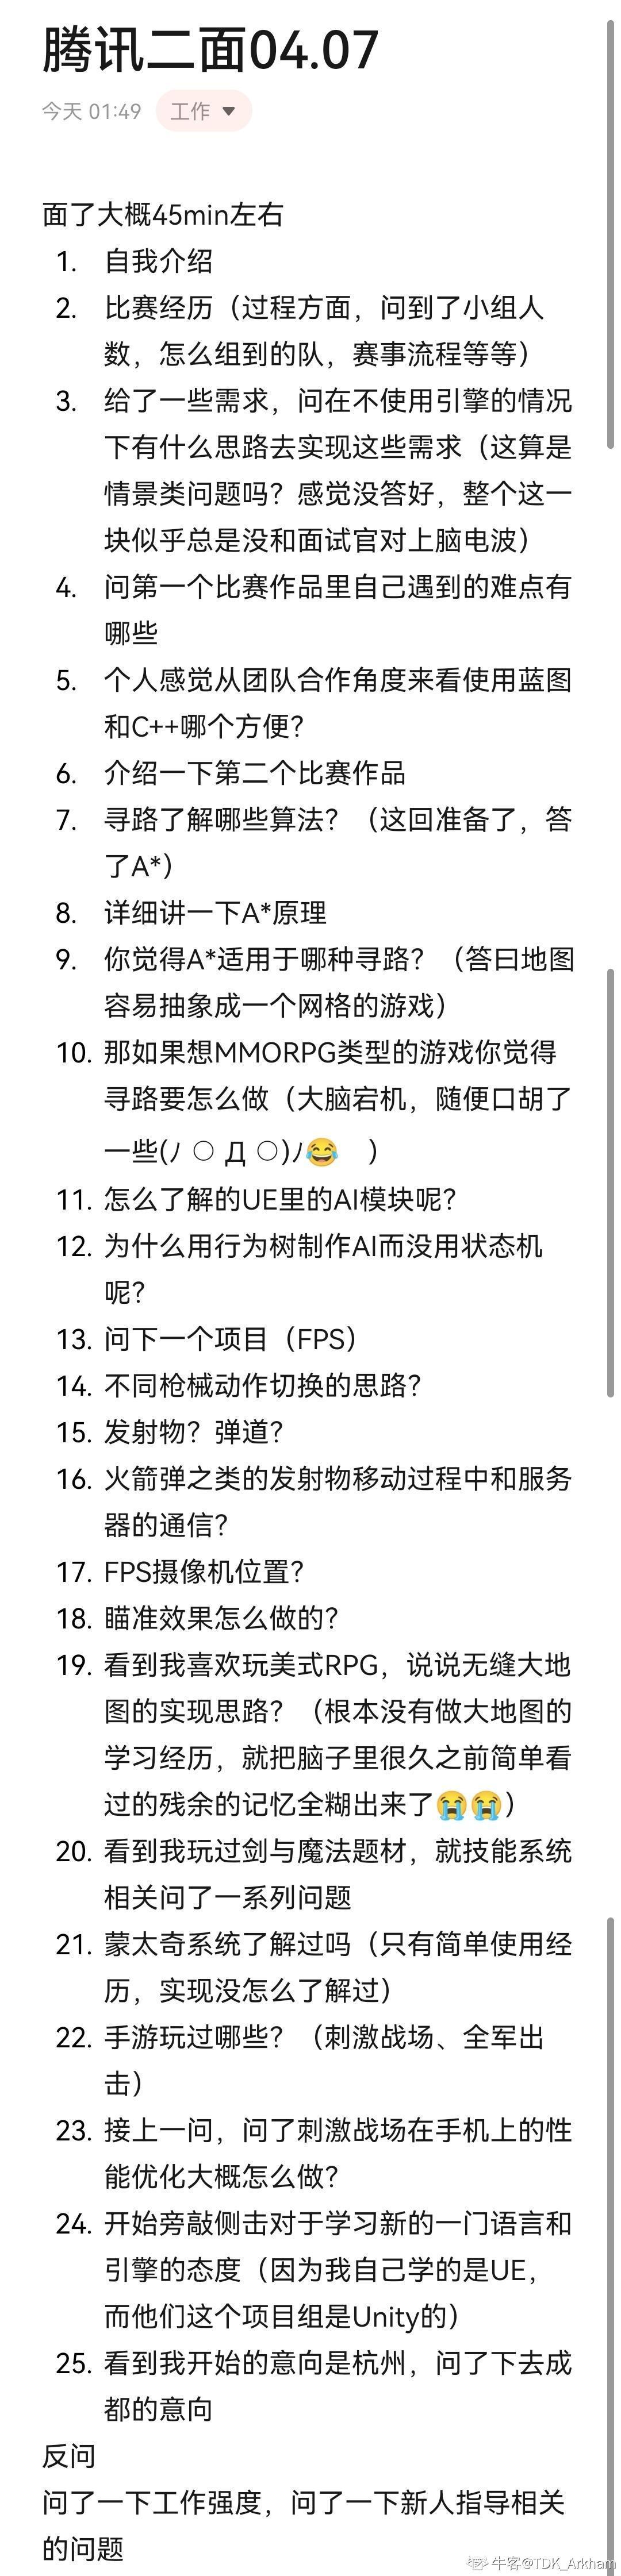 腾讯二面04.07
今天 01:49 工作
面了大概45min左右
1. 自我介绍
2. 比赛经历（过程方面，问到了小组人
数，怎么组到的队，赛事流程等等）
3. 给了一些需求，问在不使用引擎的情况
下有什么思路去实现这些需求（这算是
情景类问题吗？感觉没答好，整个这一
块似乎总是没和面试官对上脑电波）
4. 问第一个比赛作品里自己遇到的难点有
哪些
5. 个人感觉从团队合作角度来看使用蓝图
和C++哪个方便？
6. 介绍一下第二个比赛作品
7. 寻路了解哪些算法？（这回准备了，答
了A*）
8. 详细讲一下A*原理
9. 你觉得A*适用于哪种寻路？（答曰地图
容易抽象成一个网格的游戏）
10. 那如果想MMORPG类型的游戏你觉得
寻路要怎么做（大脑宕机，随便口胡了
一些(ﾉ ○ Д ○)ﾉ😂 ）
11. 怎么了解的UE里的AI模块呢？
12. 为什么用行为树制作AI而没用状态机
呢？
13. 问下一个项目（FPS）
14. 不同枪械动作切换的思路？
15. 发射物？弹道？
16. 火箭弹之类的发射物移动过程中和服务
器的通信？
17. FPS摄像机位置？
18. 瞄准效果怎么做的？
19. 看到我喜欢玩美式RPG，说说无缝大地
图的实现思路？（根本没有做大地图的
学习经历，就把脑子里很久之前简单看
过的残余的记忆全糊出来了😭😭）
20. 看到我玩过剑与魔法题材，就技能系统
相关问了一系列问题
21. 蒙太奇系统了解过吗（只有简单使用经
历，实现没怎么了解过）
22. 手游玩过哪些？（刺激战场、全军出
击）
23. 接上一问，问了刺激战场在手机上的性
能优化大概怎么做？
24. 开始旁敲侧击对于学习新的一门语言和
引擎的态度（因为我自己学的是UE，
而他们这个项目组是Unity的）
25. 看到我开始的意向是杭州，问了下去成
都的意向
反问
问了一下工作强度，问了一下新人指导相关
的问题
牛客@TDK_Arkham